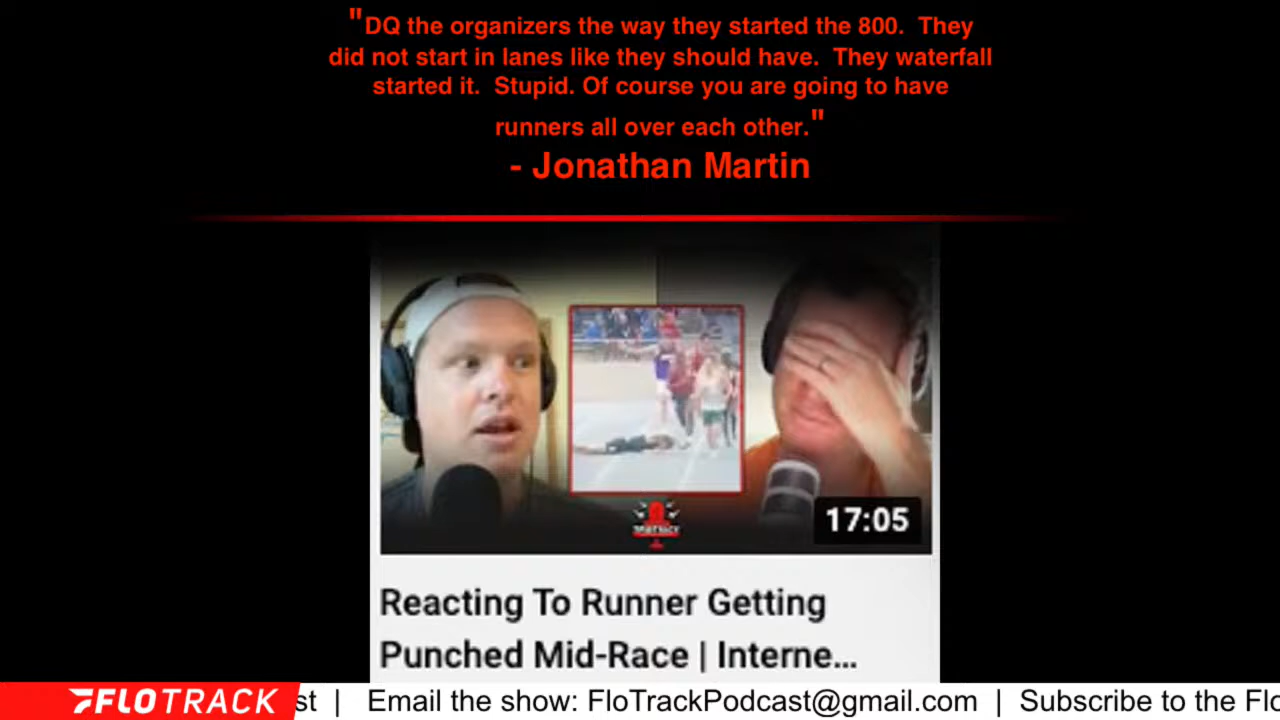 "DQ the organizers the way they started the 800. They
did not start in lanes like they should have. They waterfall
started it. Stupid. Of course you are going to have
runners all over each other."
- Jonathan Martin
17:05
Reacting To Runner Getting
Punched Mid-Race | Interne...
FLOTRACK st | Email the show: FloTrackPodcast@gmail.com | Subscribe to the Flo